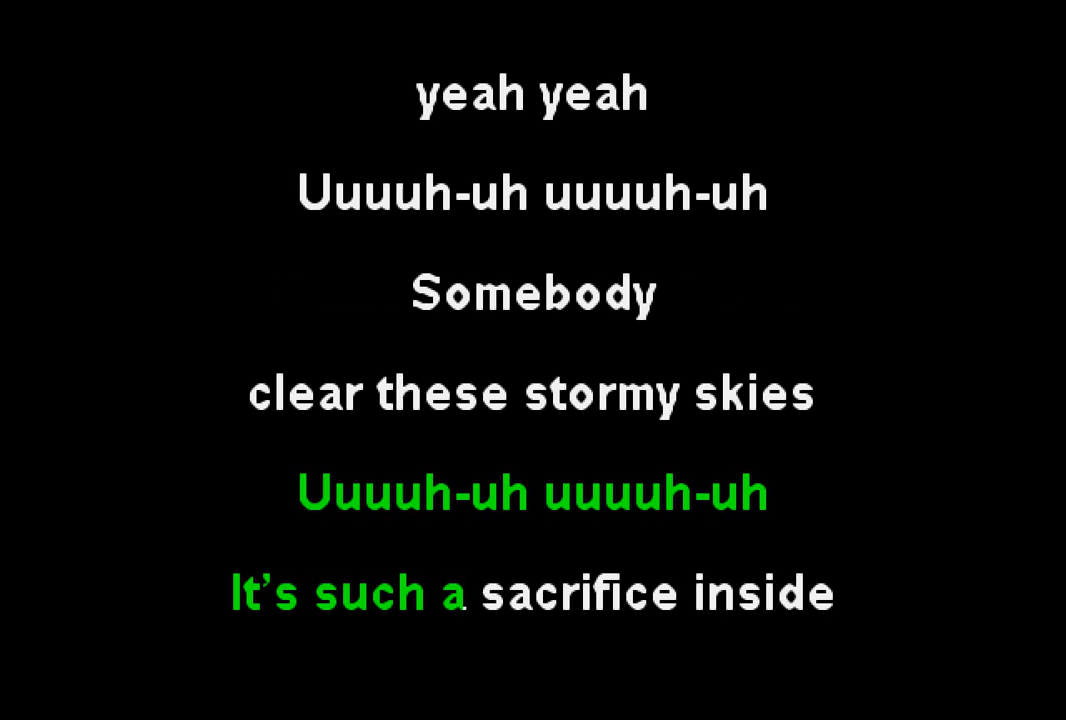 yeah yeah
Uuuuh-uh uuuuh-uh
Somebody
clear these stormy skies
Uuuuh-uh uuuuh-uh
It’s such a sacrifice inside